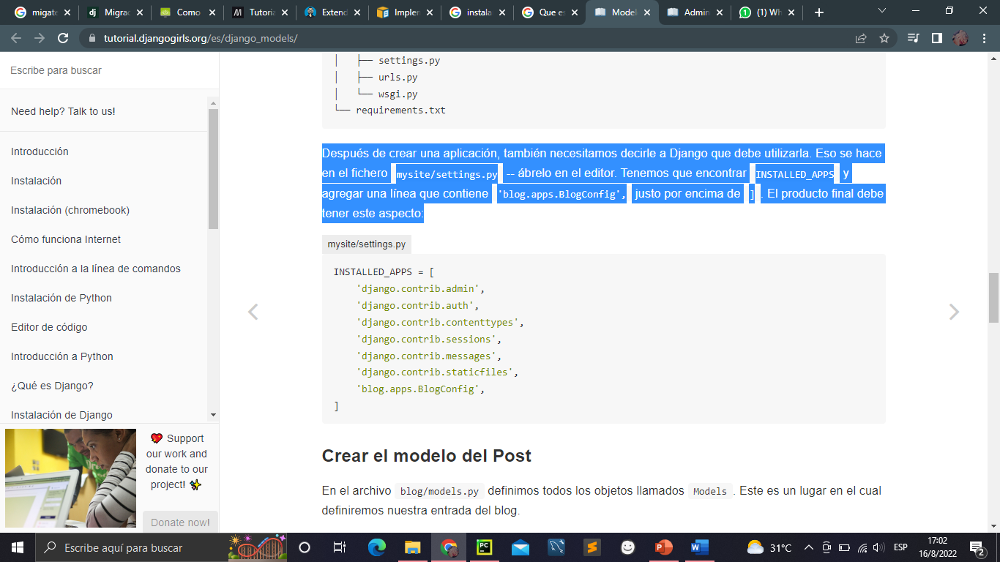 migate
Migrac
Como
Tutoria
Extend
Implem
instala
Que es
Model
Admin
(1) Wh
tutorial.djangogirls.org/es/django_models/
Escribe para buscar
Need help? Talk to us!
Introducción
Instalación
Instalación (chromebook)
Cómo funciona Internet
Introducción a la línea de comandos
Instalación de Python
Editor de código
Introducción a Python
¿Qué es Django?
Instalación de Django
💖 Support
our work and
donate to our
project! ✨
Donate now!
│   ├── settings.py
│   ├── urls.py
│   └── wsgi.py
└── requirements.txt
Después de crear una aplicación, también necesitamos decirle a Django que debe utilizarla. Eso se hace
en el fichero mysite/settings.py -- ábrelo en el editor. Tenemos que encontrar INSTALLED_APPS y
agregar una línea que contiene 'blog.apps.BlogConfig', justo por encima de ] . El producto final debe
tener este aspecto:
mysite/settings.py
INSTALLED_APPS = [
    'django.contrib.admin',
    'django.contrib.auth',
    'django.contrib.contenttypes',
    'django.contrib.sessions',
    'django.contrib.messages',
    'django.contrib.staticfiles',
    'blog.apps.BlogConfig',
]
Crear el modelo del Post
En el archivo blog/models.py definimos todos los objetos llamados Models . Este es un lugar en el cual
definiremos nuestra entrada del blog.
Escribe aquí para buscar
31°C
ESP
17:02
16/8/2022
2